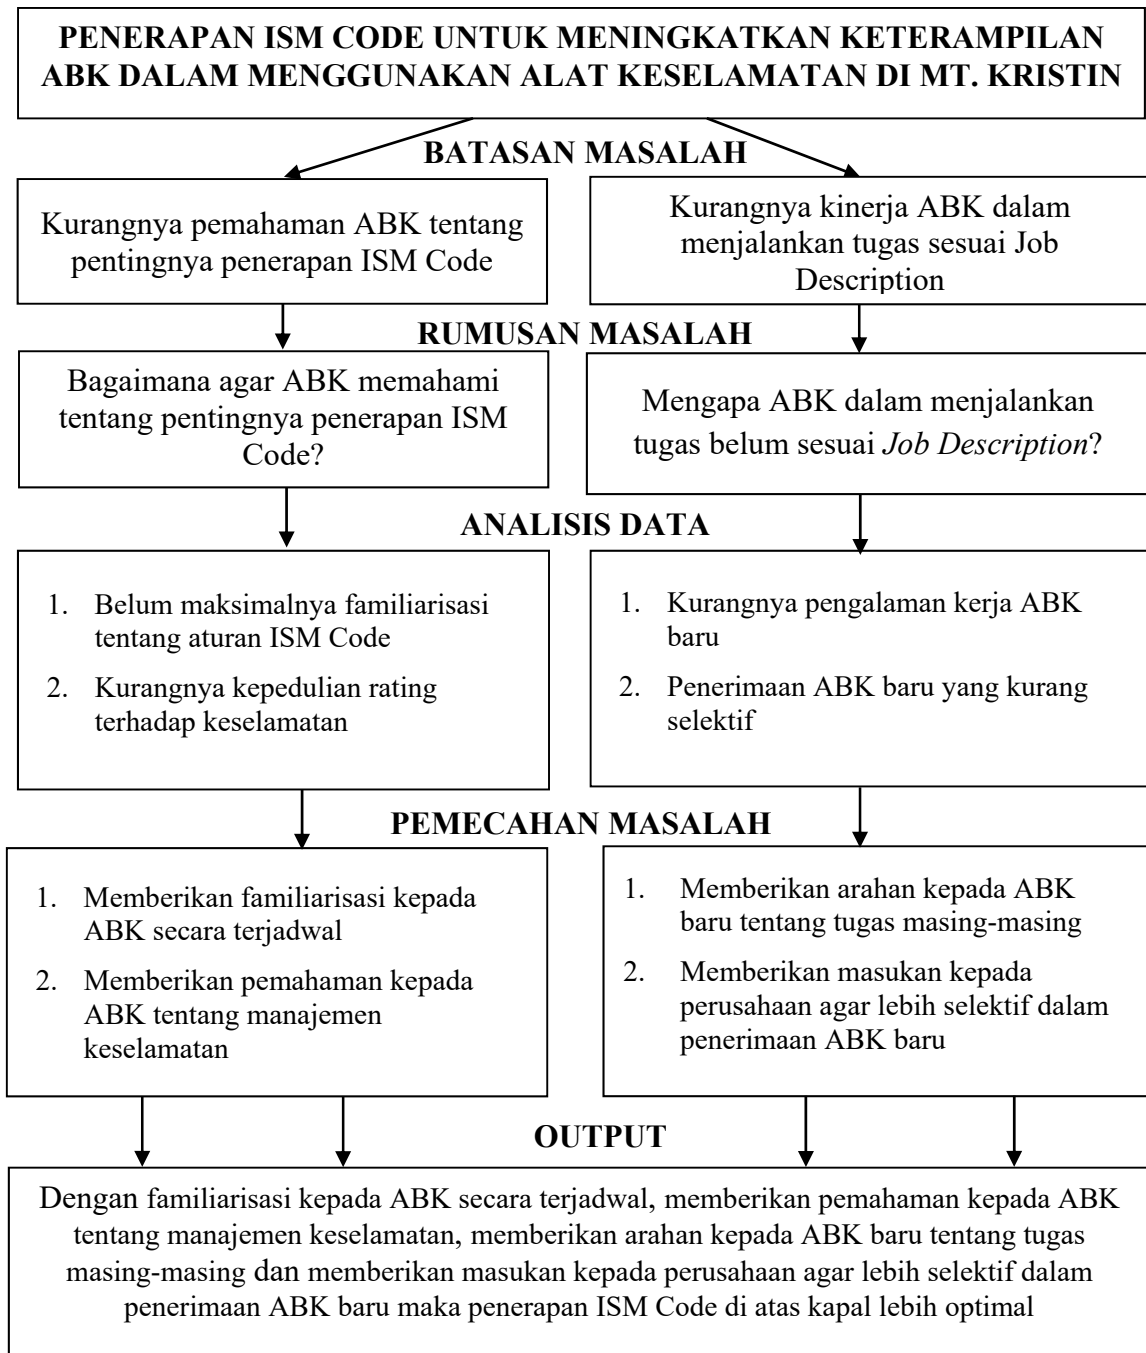 PENERAPAN ISM CODE UNTUK MENINGKATKAN KETERAMPILAN
ABK DALAM MENGGUNAKAN ALAT KESELAMATAN DI MT. KRISTIN
BATASAN MASALAH
Kurangnya pemahaman ABK tentang
pentingnya penerapan ISM Code
Kurangnya kinerja ABK dalam
menjalankan tugas sesuai Job
Description
RUMUSAN MASALAH
Bagaimana agar ABK memahami
tentang pentingnya penerapan ISM
Code?
Mengapa ABK dalam menjalankan
tugas belum sesuai Job Description?
ANALISIS DATA
1. Belum maksimalnya familiarisasi
tentang aturan ISM Code
2. Kurangnya kepedulian rating
terhadap keselamatan
1. Kurangnya pengalaman kerja ABK
baru
2. Penerimaan ABK baru yang kurang
selektif
PEMECAHAN MASALAH
1. Memberikan familiarisasi kepada
ABK secara terjadwal
2. Memberikan pemahaman kepada
ABK tentang manajemen
keselamatan
1. Memberikan arahan kepada ABK
baru tentang tugas masing-masing
2. Memberikan masukan kepada
perusahaan agar lebih selektif dalam
penerimaan ABK baru
OUTPUT
Dengan familiarisasi kepada ABK secara terjadwal, memberikan pemahaman kepada ABK
tentang manajemen keselamatan, memberikan arahan kepada ABK baru tentang tugas
masing-masing dan memberikan masukan kepada perusahaan agar lebih selektif dalam
penerimaan ABK baru maka penerapan ISM Code di atas kapal lebih optimal